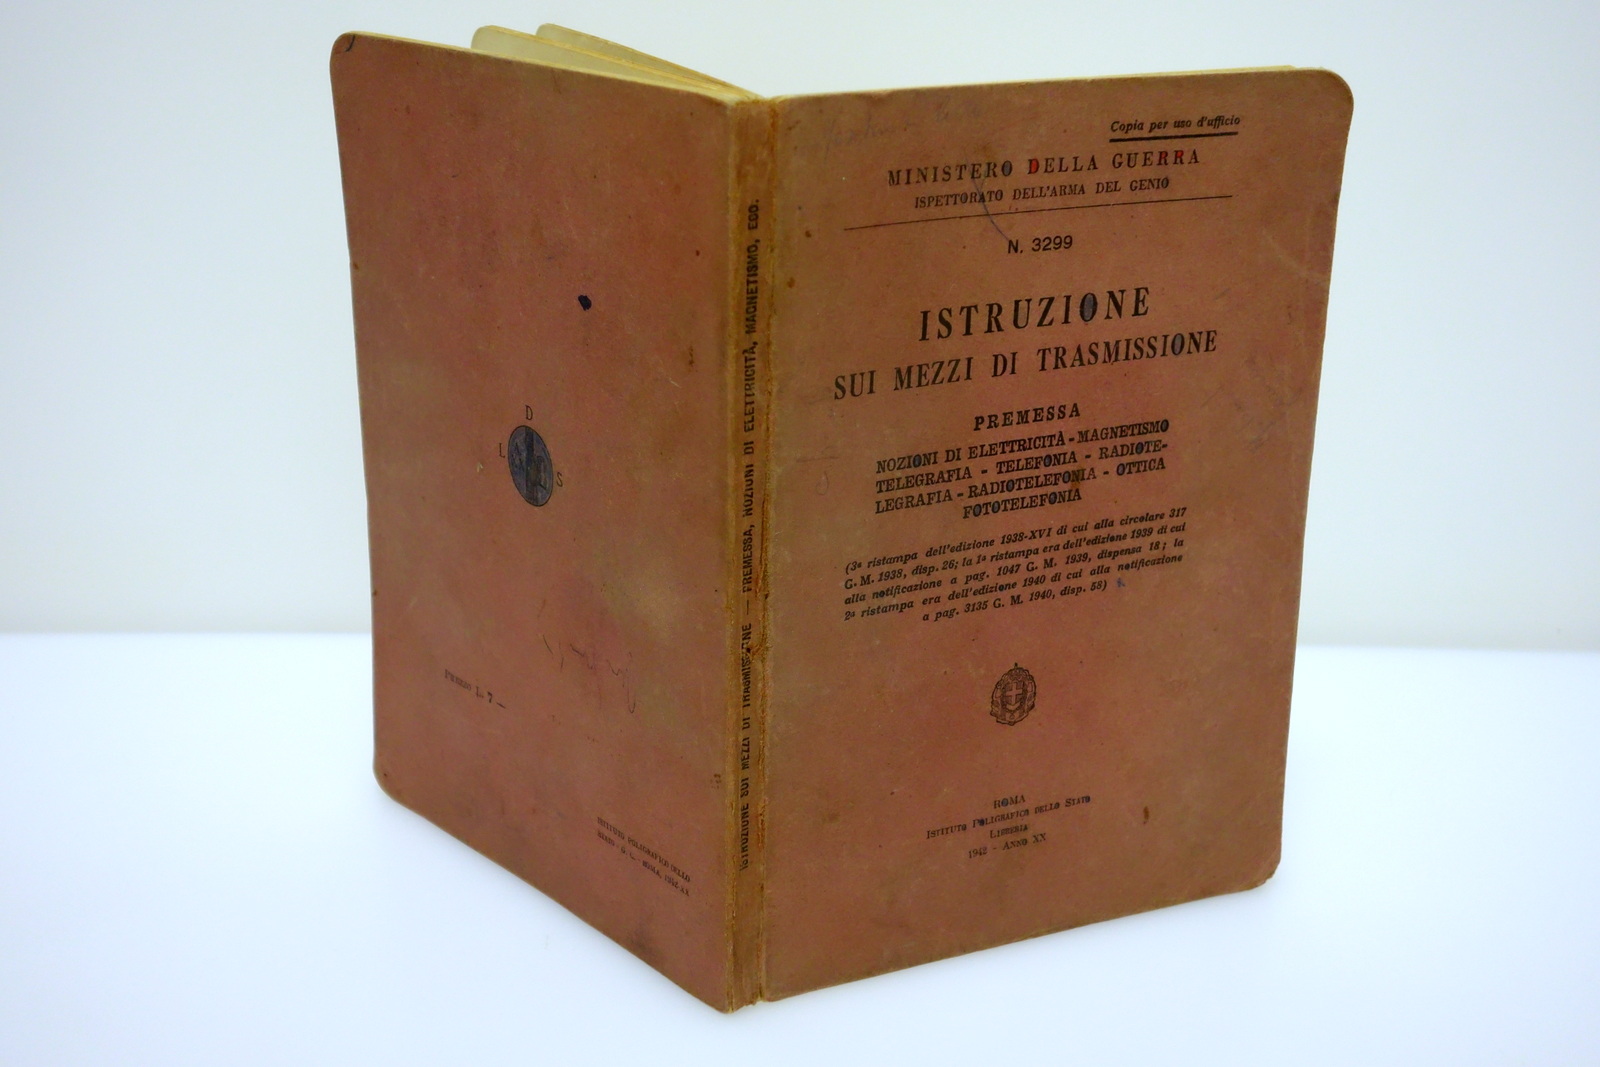 Copia per uso d'ufficio
MINISTERO DELLA GUERRA
ISPETTORATO DELL'ARMA DEL GENIO
N. 3299
ISTRUZIONE
SUI MEZZI DI TRASMISSIONE
PREMESSA
NOZIONI DI ELETTRICITÀ - MAGNETISMO
TELEGRAFIA - TELEFONIA - RADIOTE-
LEGRAFIA - RADIOTELEFONIA - OTTICA
FOTOTELEFONIA
(3ª ristampa dell'edizione 1938-XVI di cui alla circolare 317
G. M. 1938, disp. 26; la 1ª ristampa era dell'edizione 1939 di cui
alla notificazione a pag. 1047 G. M. 1939, dispensa 18; la
2ª ristampa era dell'edizione 1940 di cui alla notificazione
a pag. 3135 G. M. 1940, disp. 58)
ROMA
ISTITUTO POLIGRAFICO DELLO STATO
LIBRERIA
1942 - ANNO XX
ISTRUZIONE SUI MEZZI DI TRASMISSIONE — PREMESSA, NOZIONI DI ELETTRICITÀ, MAGNETISMO, ECC.
D
L S
PREZZO L. 7 —
ISTITUTO POLIGRAFICO DELLO
STATO - G. C. - ROMA, 1942-XX